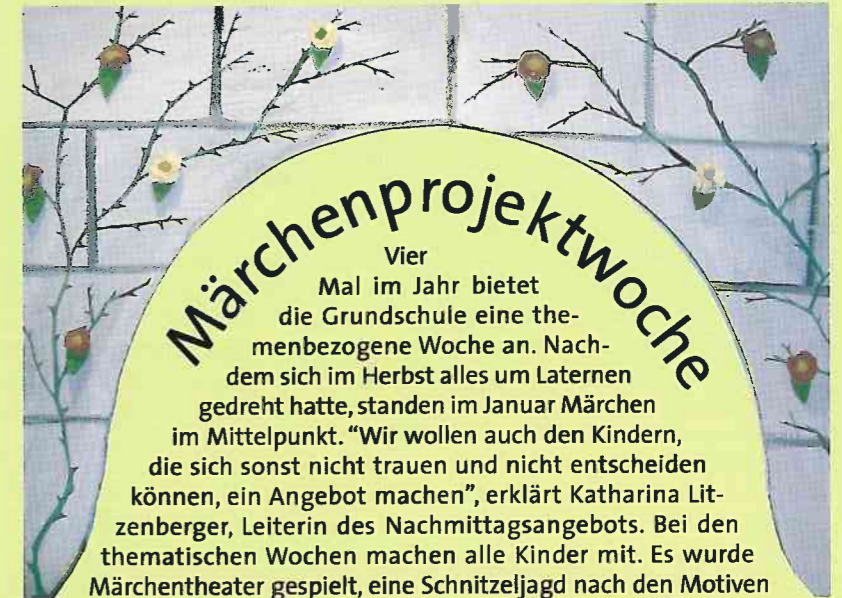 Märchenprojektwoche
Vier
Mal im Jahr bietet
die Grundschule eine the-
menbezogene Woche an. Nach-
dem sich im Herbst alles um Laternen
gedreht hatte, standen im Januar Märchen
im Mittelpunkt. “Wir wollen auch den Kindern,
die sich sonst nicht trauen und nicht entscheiden
können, ein Angebot machen”, erklärt Katharina Lit-
zenberger, Leiterin des Nachmittagsangebots. Bei den
thematischen Wochen machen alle Kinder mit. Es wurde
Märchentheater gespielt, eine Schnitzeljagd nach den Motiven